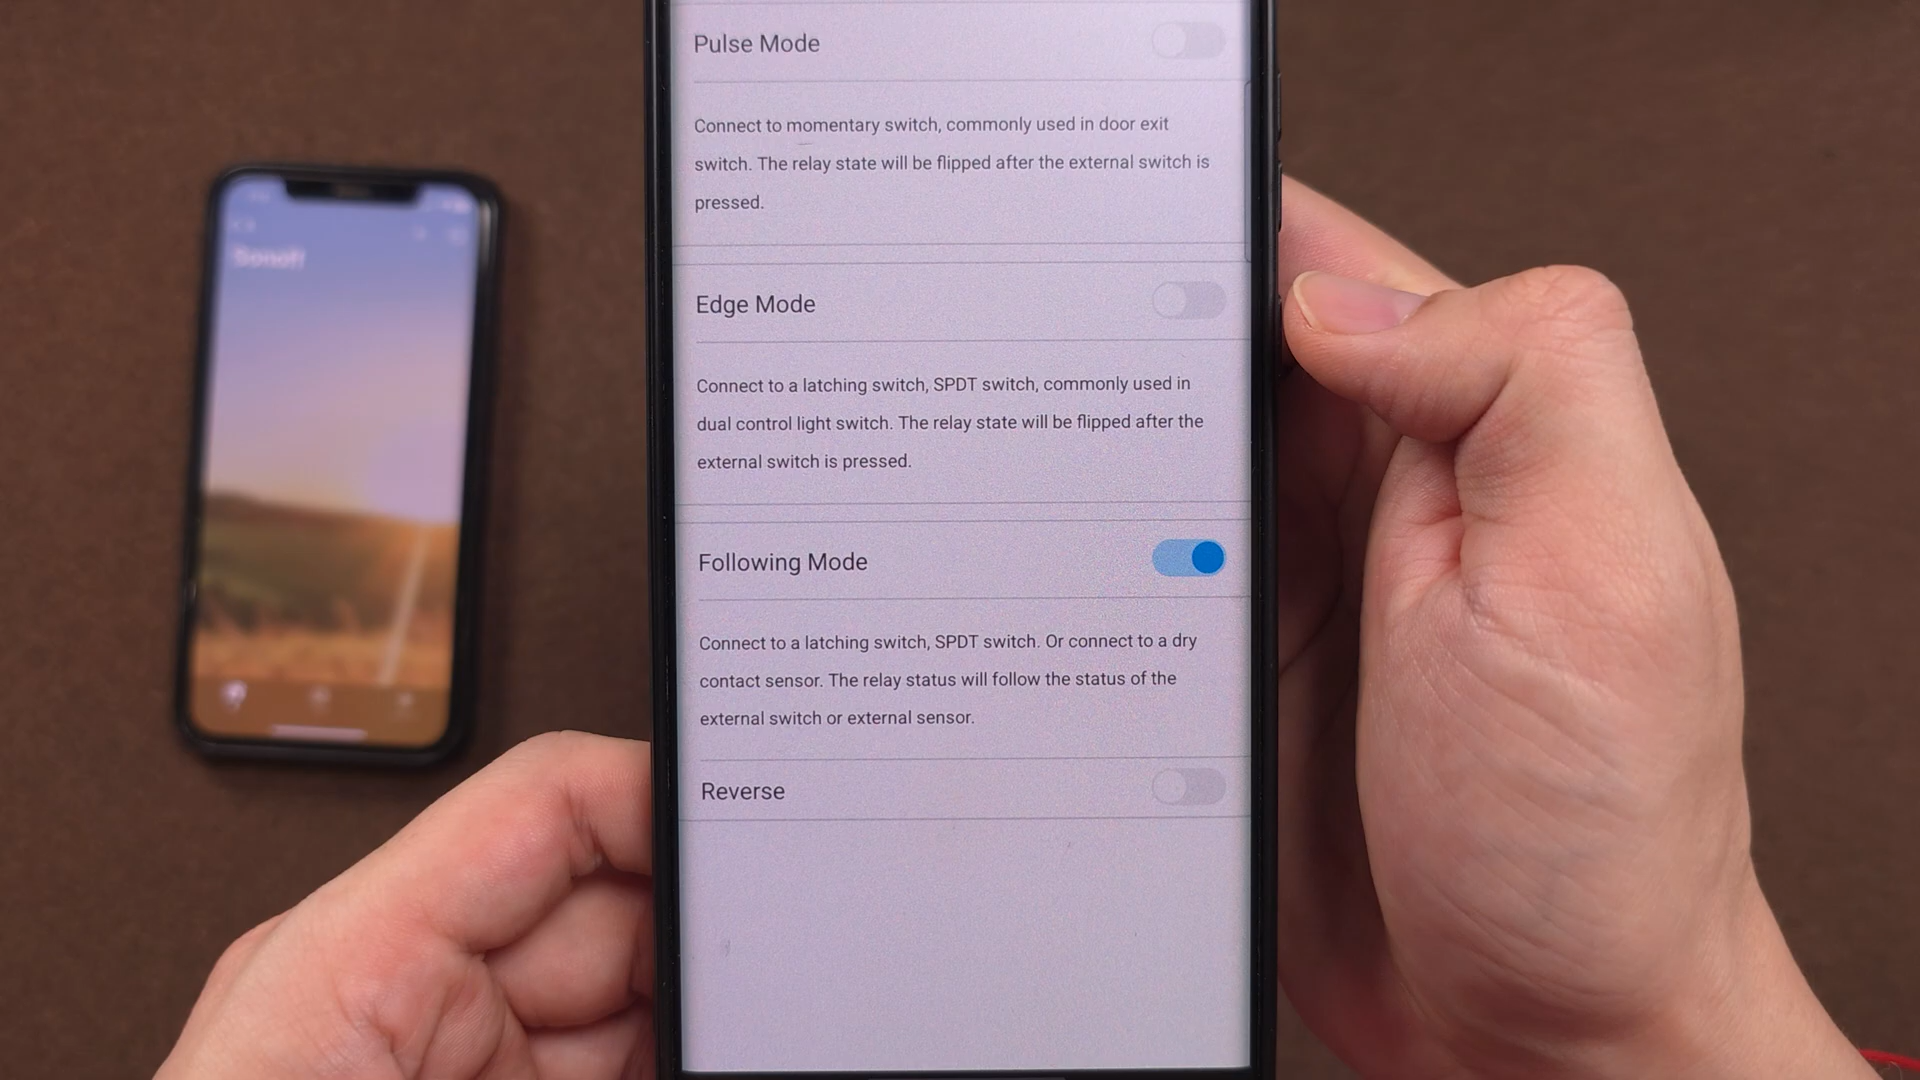 Pulse Mode
Connect to momentary switch, commonly used in door exit
switch. The relay state will be flipped after the external switch is
pressed.
Edge Mode
Connect to a latching switch, SPDT switch, commonly used in
dual control light switch. The relay state will be flipped after the
external switch is pressed.
Following Mode
Connect to a latching switch, SPDT switch. Or connect to a dry
contact sensor. The relay status will follow the status of the
external switch or external sensor.
Reverse
Sonoff